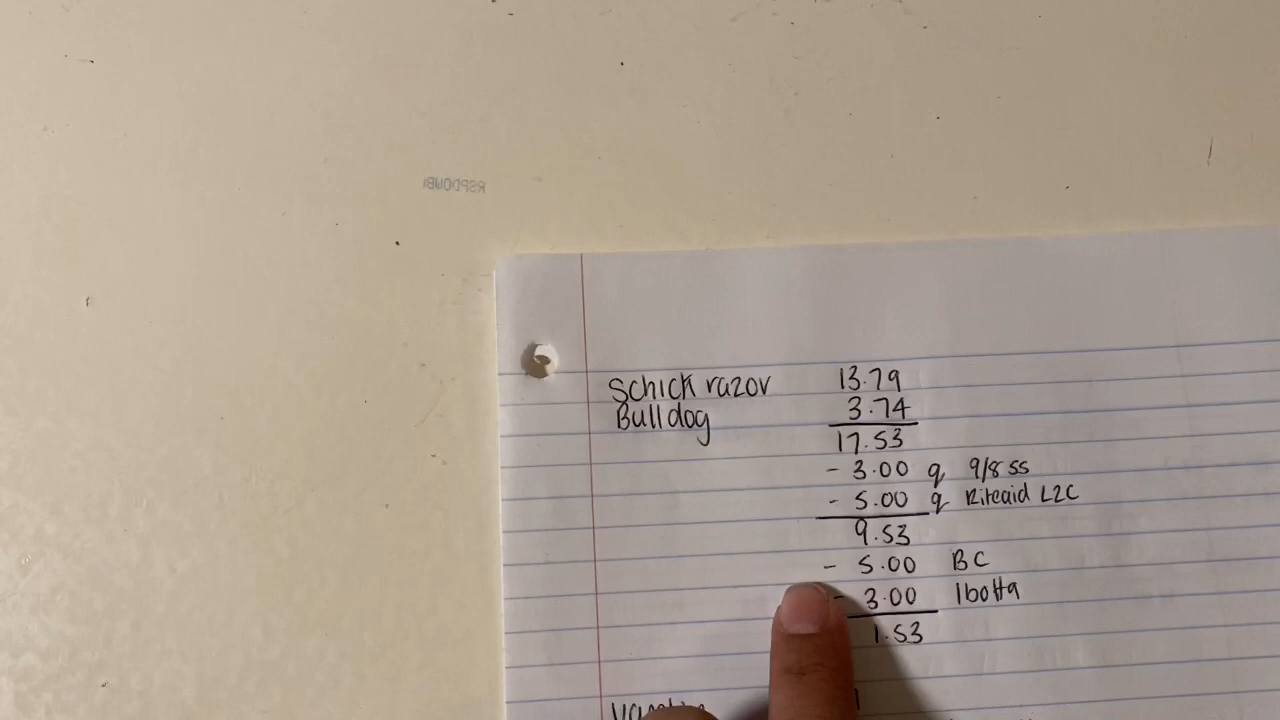 Schick razor 13.79
Bulldog 3.74
17.53
- 3.00 q 9/8 SS
- 5.00 q Riteaid L2C
9.53
- 5.00 BC
- 3.00 Ibotta
1.53